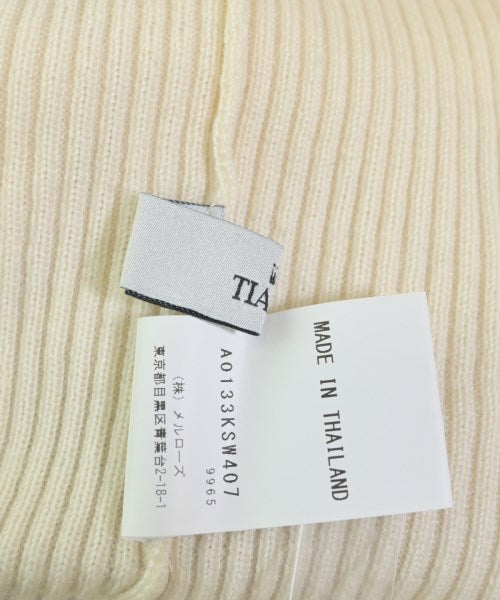 TIA
MADE IN THAILAND
A0133KSW407
9965
(株) メルローズ
東京都目黒区青葉台2-18-1